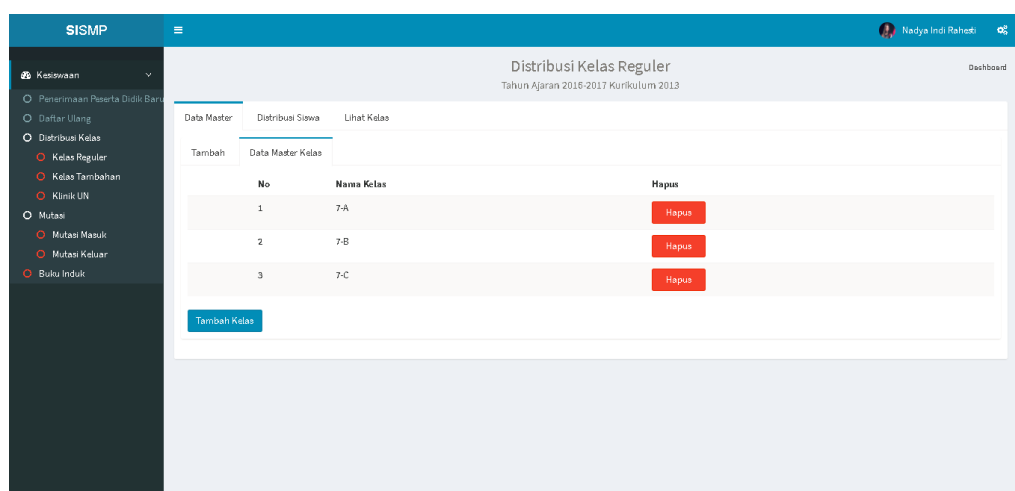 SISMP
Nadya Indi Rahesti
Kesiswaan
Penerimaan Peserta Didik Baru
Daftar Ulang
Distribusi Kelas
Kelas Reguler
Kelas Tambahan
Klinik UN
Mutasi
Mutasi Masuk
Mutasi Keluar
Buku Induk
Distribusi Kelas Reguler
Tahun Ajaran 2016-2017 Kurikulum 2013
Dashboard
Data Master Distribusi Siswa Lihat Kelas
Tambah Data Master Kelas
No Nama Kelas Hapus
1 7-A Hapus
2 7-B Hapus
3 7-C Hapus
Tambah Kelas